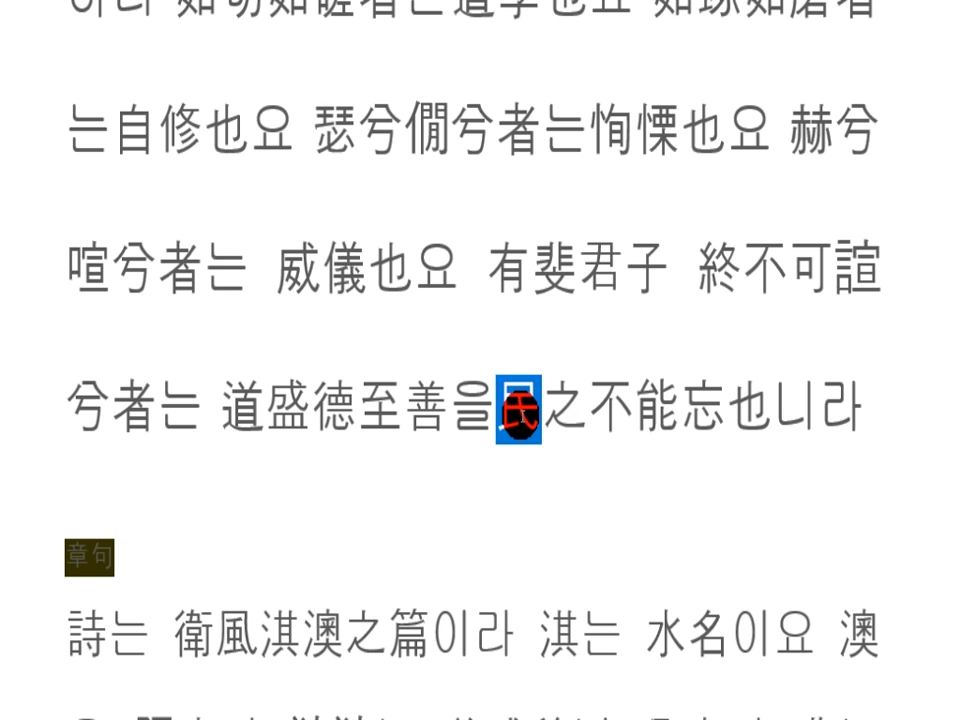 는自修也요 瑟兮僩兮者는恂慄也요 赫兮
喧兮者는 威儀也요 有斐君子 終不可諠
兮者는 道盛德至善을民之不能忘也니라
章句
詩는 衛風淇澳之篇이라 淇는 水名이요 澳